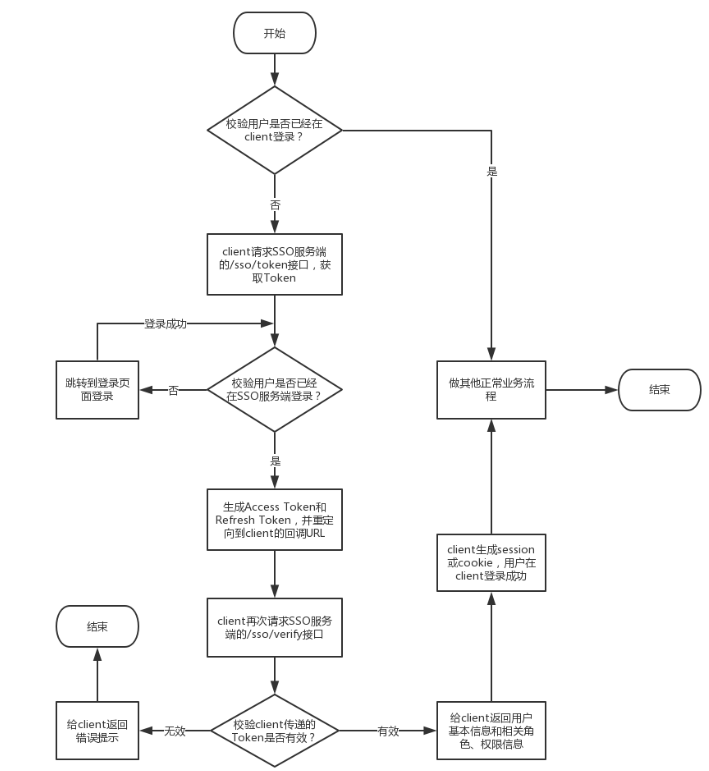 开始
校验用户是否已经在
client登录？
是
否
client请求SSO服务端
的/sso/token接口，获
取Token
登录成功
跳转到登录页
面登录
否
校验用户是否已经
在SSO服务端登录？
做其他正常业务流
程
结束
是
生成Access Token和
Refresh Token，并重定
向到client的回调URL
client生成session
或cookie，用户在
client登录成功
结束
client再次请求SSO服务
端的/sso/verify接口
给client返回
错误提示
无效
校验client传递的
Token是否有效？
有效
给client返回用户
基本信息和相关角
色、权限信息